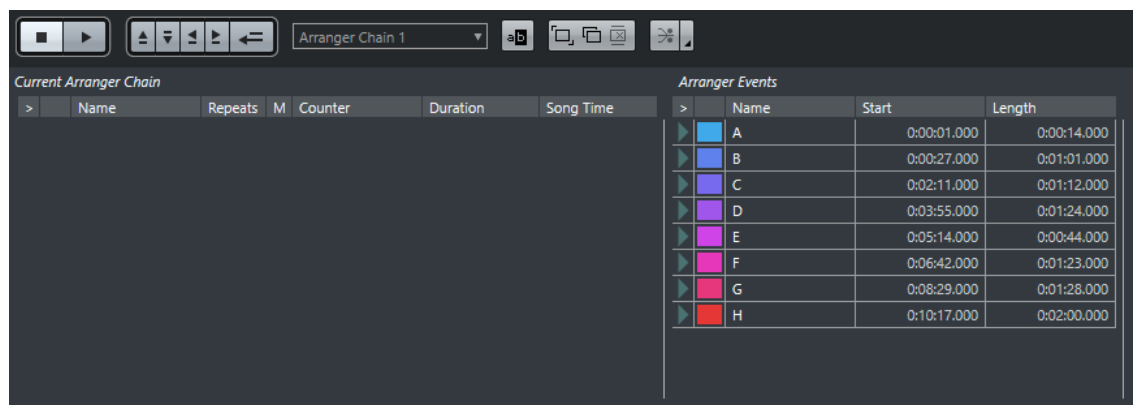 Arranger Chain 1
ab
Current Arranger Chain
Arranger Events
> Name Repeats M Counter Duration Song Time
> Name Start Length
A 0:00:01.000 0:00:14.000
B 0:00:27.000 0:01:01.000
C 0:02:11.000 0:01:12.000
D 0:03:55.000 0:01:24.000
E 0:05:14.000 0:00:44.000
F 0:06:42.000 0:01:23.000
G 0:08:29.000 0:01:28.000
H 0:10:17.000 0:02:00.000